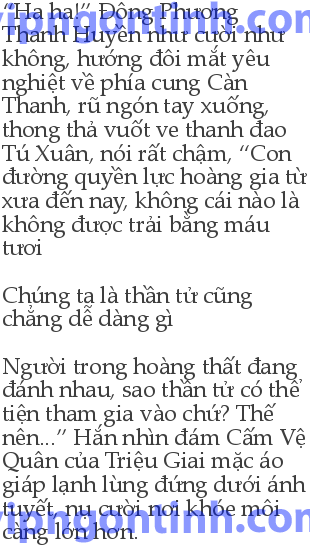 “Ha ha!” Đông Phương
Thanh Huyền như cười như
không, hướng đôi mắt yêu
nghiệt về phía cung Càn
Thanh, rũ ngón tay xuống,
thong thả vuốt ve thanh đao
Tú Xuân, nói rất chậm, “Con
đường quyền lực hoàng gia từ
xưa đến nay, không cái nào là
không được trải bằng máu
tươi
Chúng ta là thần tử cũng
chẳng dễ dàng gì
Người trong hoàng thất đang
đánh nhau, sao thần tử có thể
tiện tham gia vào chứ? Thế
nên...” Hắn nhìn đám Cấm Vệ
Quân của Triệu Giai mặc áo
giáp lạnh lùng đứng dưới ánh
tuyết, nụ cười nơi khóe môi
càng lớn hơn.
vipngontinh.com
vipngontinh.com